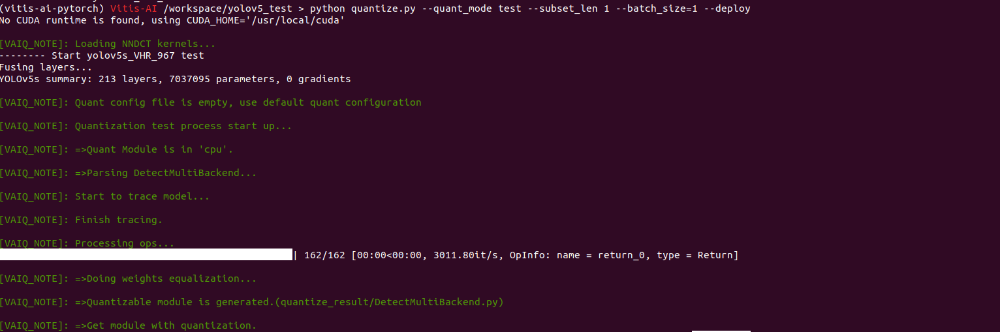 (vitis-ai-pytorch) Vitis-AI /workspace/yolov5_test > python quantize.py --quant_mode test --subset_len 1 --batch_size=1 --deploy
No CUDA runtime is found, using CUDA_HOME='/usr/local/cuda'
[VAIQ_NOTE]: Loading NNDCT kernels...
-------- Start yolov5s_VHR_967 test
Fusing layers...
YOLOv5s summary: 213 layers, 7037095 parameters, 0 gradients
[VAIQ_NOTE]: Quant config file is empty, use default quant configuration
[VAIQ_NOTE]: Quantization test process start up...
[VAIQ_NOTE]: =>Quant Module is in 'cpu'.
[VAIQ_NOTE]: =>Parsing DetectMultiBackend...
[VAIQ_NOTE]: Start to trace model...
[VAIQ_NOTE]: Finish tracing.
[VAIQ_NOTE]: Processing ops...
| 162/162 [00:00<00:00, 3011.80it/s, OpInfo: name = return_0, type = Return]
[VAIQ_NOTE]: =>Doing weights equalization...
[VAIQ_NOTE]: =>Quantizable module is generated.(quantize_result/DetectMultiBackend.py)
[VAIQ_NOTE]: =>Get module with quantization.